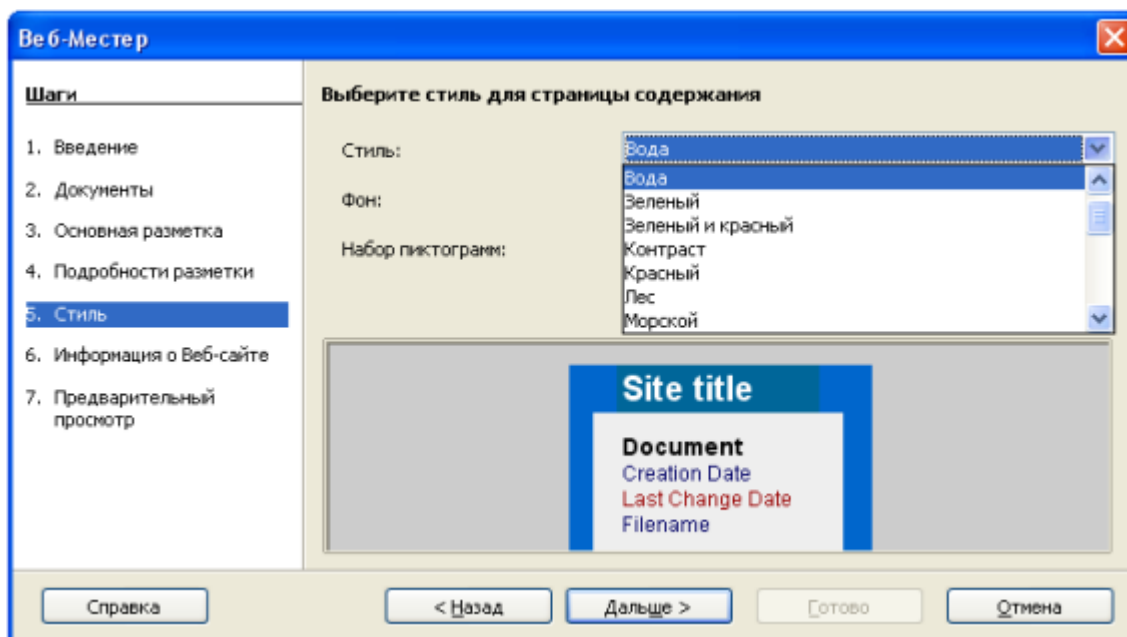 Веб-Местер
Шаги
1. Введение
2. Документы
3. Основная разметка
4. Подробности разметки
5. Стиль
6. Информация о Веб-сайте
7. Предварительный
просмотр
Выберите стиль для страницы содержания
Стиль:
Вода
Вода
Зеленый
Зеленый и красный
Контраст
Красный
Лес
Морской
Фон:
Набор пиктограмм:
Site title
Document
Creation Date
Last Change Date
Filename
Справка
< Назад
Дальше >
Готово
Отмена